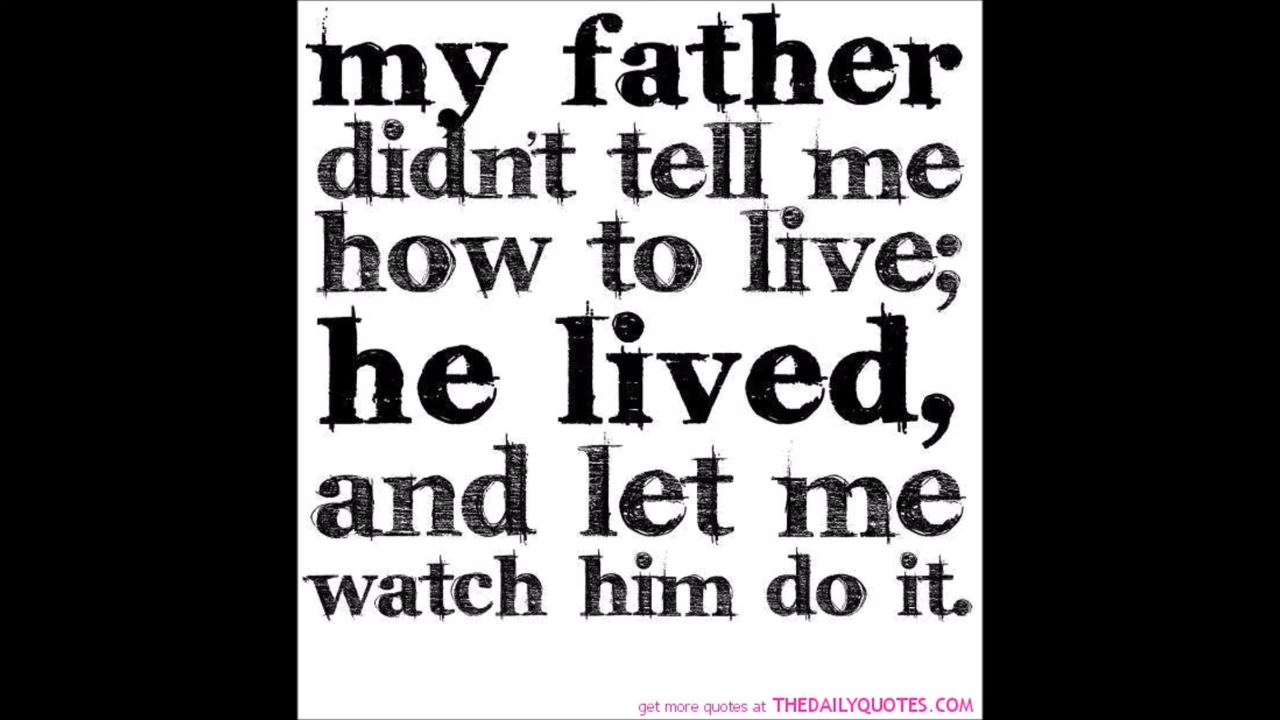 my father
didn't tell me
how to live;
he lived,
and let me
watch him do it.
get more quotes at THEDAILYQUOTES.COM